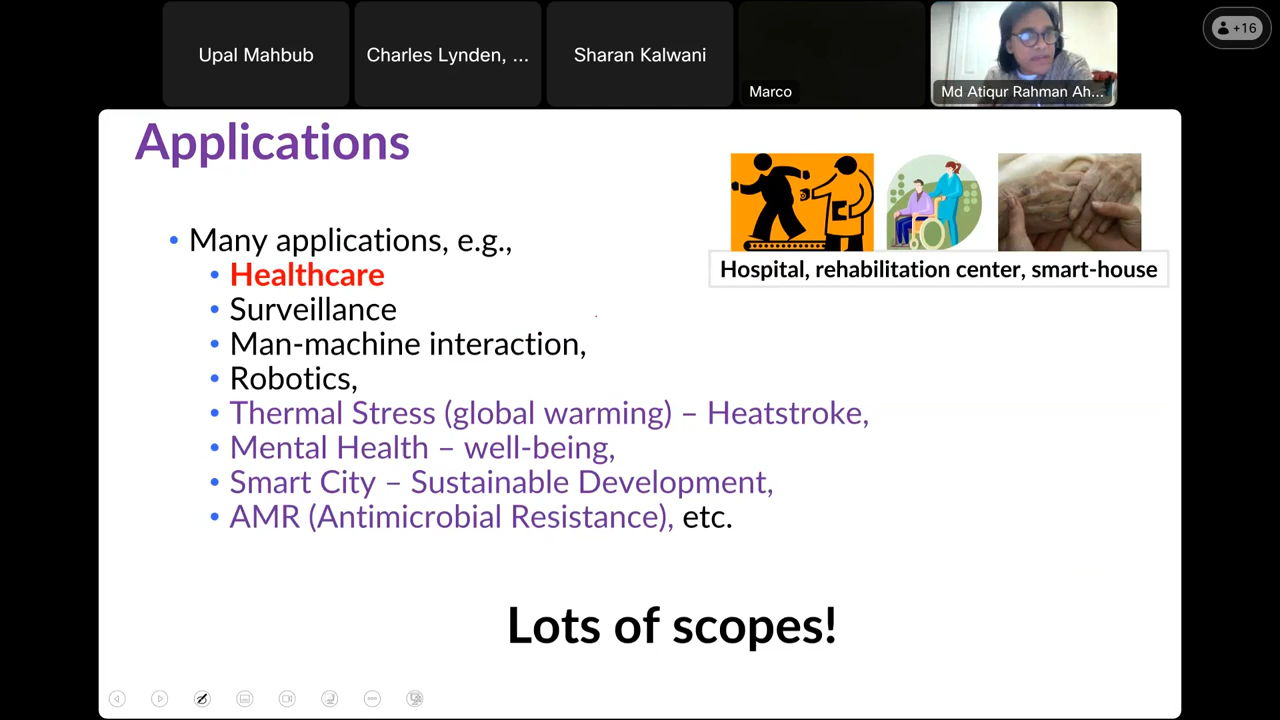 Upal Mahbub
Charles Lynden, ...
Sharan Kalwani
Marco
Md Atiqur Rahman Ah...
+16
Applications
• Many applications, e.g.,
• Healthcare
• Surveillance
• Man-machine interaction,
• Robotics,
• Thermal Stress (global warming) – Heatstroke,
• Mental Health – well-being,
• Smart City – Sustainable Development,
• AMR (Antimicrobial Resistance), etc.
Hospital, rehabilitation center, smart-house
Lots of scopes!